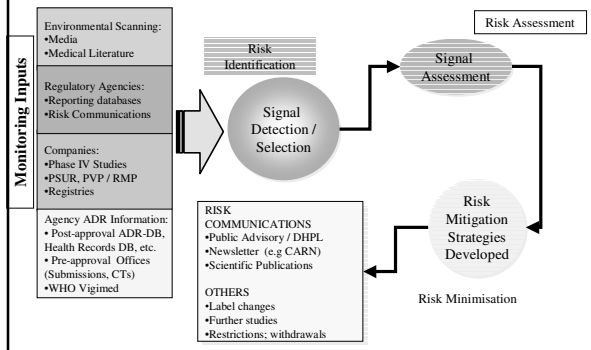 Monitoring Inputs
Environmental Scanning:
•Media
•Medical Literature
Regulatory Agencies:
•Reporting databases
•Risk Communications
Companies:
•Phase IV Studies
•PSUR, PVP / RMP
•Registries
Agency ADR Information:
• Post-approval ADR-DB,
Health Records DB, etc.
• Pre-approval Offices
(Submissions, CTs)
•WHO Vigimed
Risk
Identification
Signal
Detection /
Selection
Risk Assessment
Signal
Assessment
Risk
Mitigation
Strategies
Developed
Risk Minimisation
RISK
COMMUNICATIONS
•Public Advisory / DHPL
•Newsletter (e.g CARN)
•Scientific Publications
OTHERS
•Label changes
•Further studies
•Restrictions; withdrawals